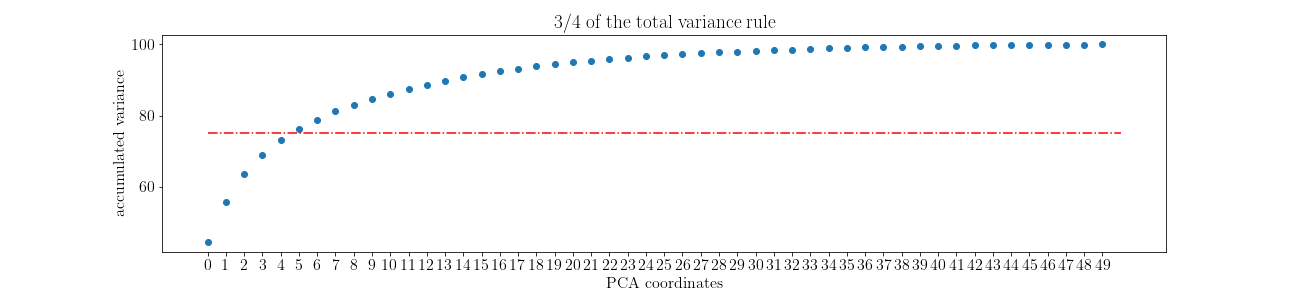 3/4 of the total variance rule
100
80
60
accumulated variance
0 1 2 3 4 5 6 7 8 9 10 11 12 13 14 15 16 17 18 19 20 21 22 23 24 25 26 27 28 29 30 31 32 33 34 35 36 37 38 39 40 41 42 43 44 45 46 47 48 49
PCA coordinates